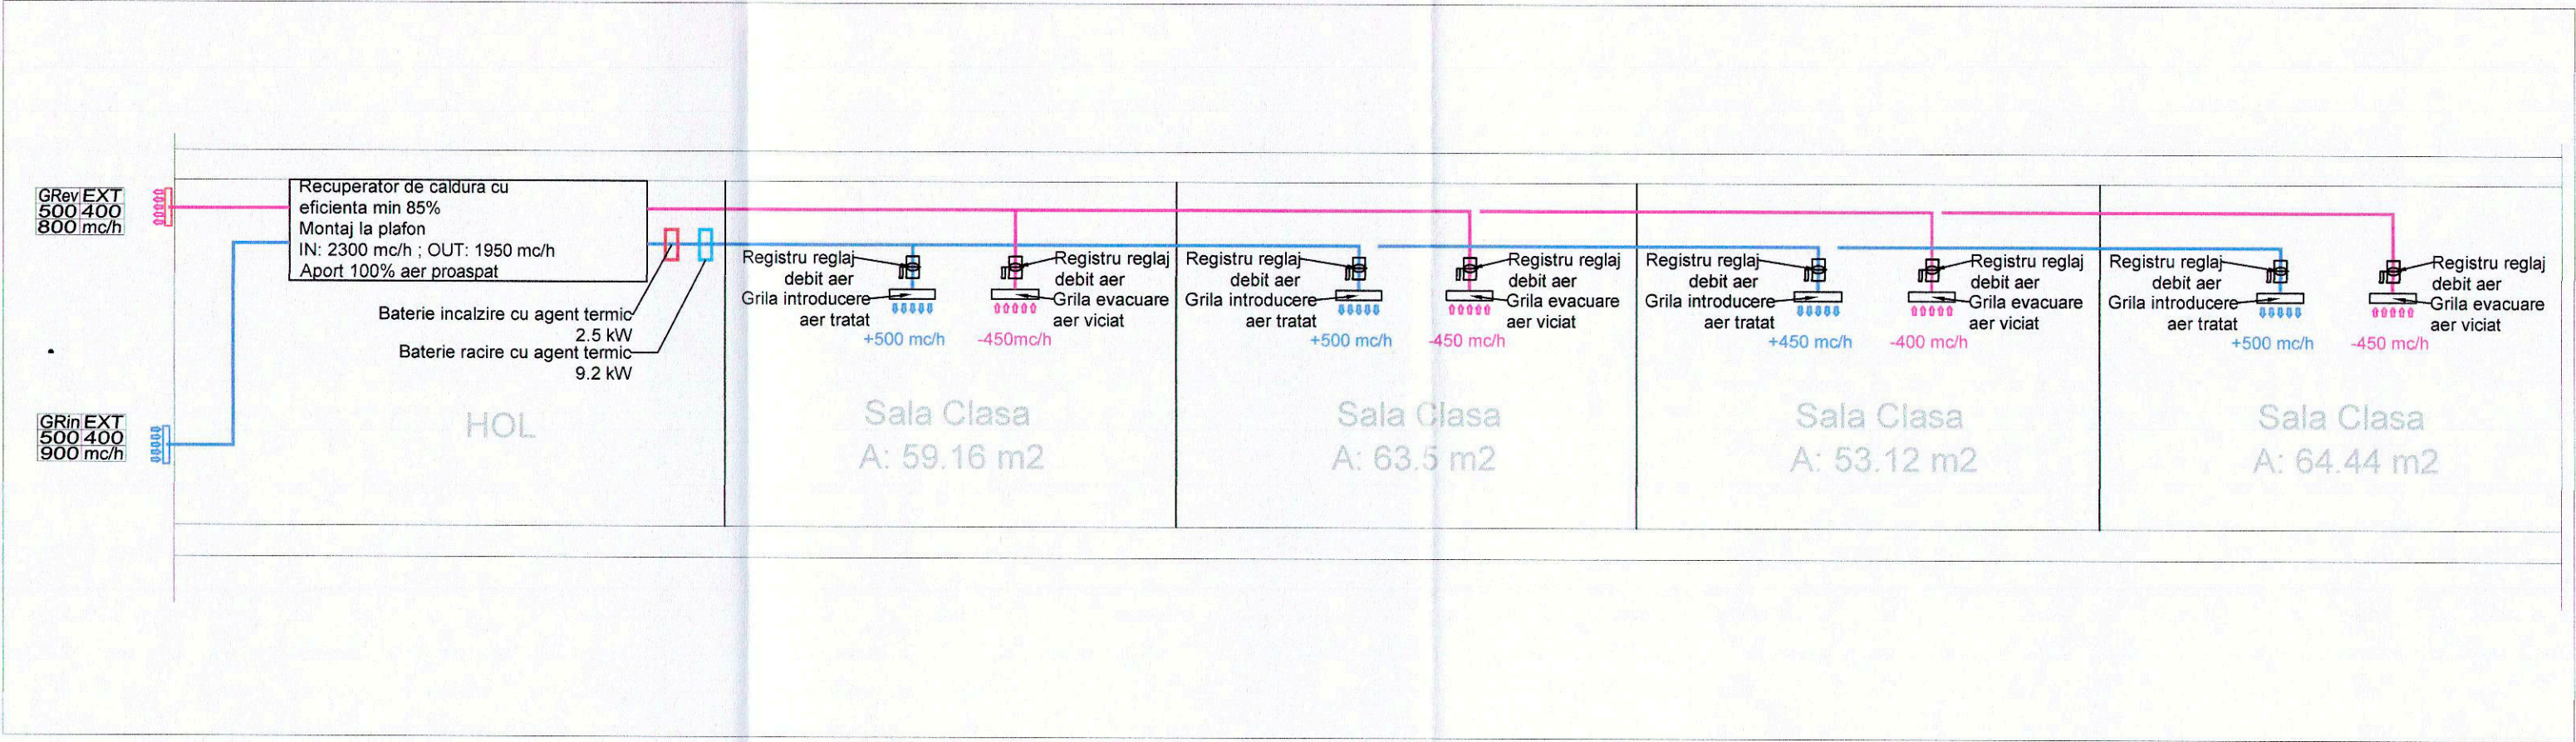 GRev EXT
500 400
800 mc/h
Recuperator de caldura cu
eficienta min 85%
Montaj la plafon
IN: 2300 mc/h ; OUT: 1950 mc/h
Aport 100% aer proaspat
Baterie incalzire cu agent termic
2.5 kW
Baterie racire cu agent termic
9.2 kW
GRin EXT
500 400
900 mc/h
HOL
Registru reglaj
debit aer
Grila introducere
aer tratat
+500 mc/h
Registru reglaj
debit aer
Grila evacuare
aer viciat
-450mc/h
Sala Clasa
A: 59.16 m2
Registru reglaj
debit aer
Grila introducere
aer tratat
+500 mc/h
Registru reglaj
debit aer
Grila evacuare
aer viciat
-450 mc/h
Sala Clasa
A: 63.5 m2
Registru reglaj
debit aer
Grila introducere
aer tratat
+450 mc/h
Registru reglaj
debit aer
Grila evacuare
aer viciat
-400 mc/h
Sala Clasa
A: 53.12 m2
Registru reglaj
debit aer
Grila introducere
aer tratat
+500 mc/h
Registru reglaj
debit aer
Grila evacuare
aer viciat
-450 mc/h
Sala Clasa
A: 64.44 m2